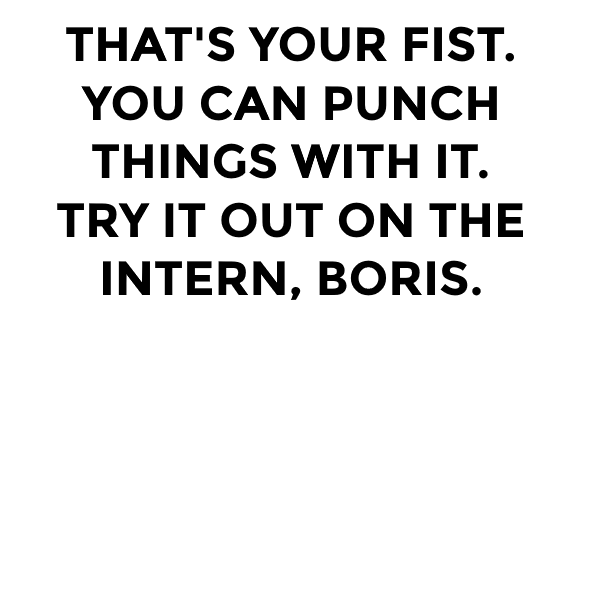 THAT'S YOUR FIST.
YOU CAN PUNCH
THINGS WITH IT.
TRY IT OUT ON THE
INTERN, BORIS.